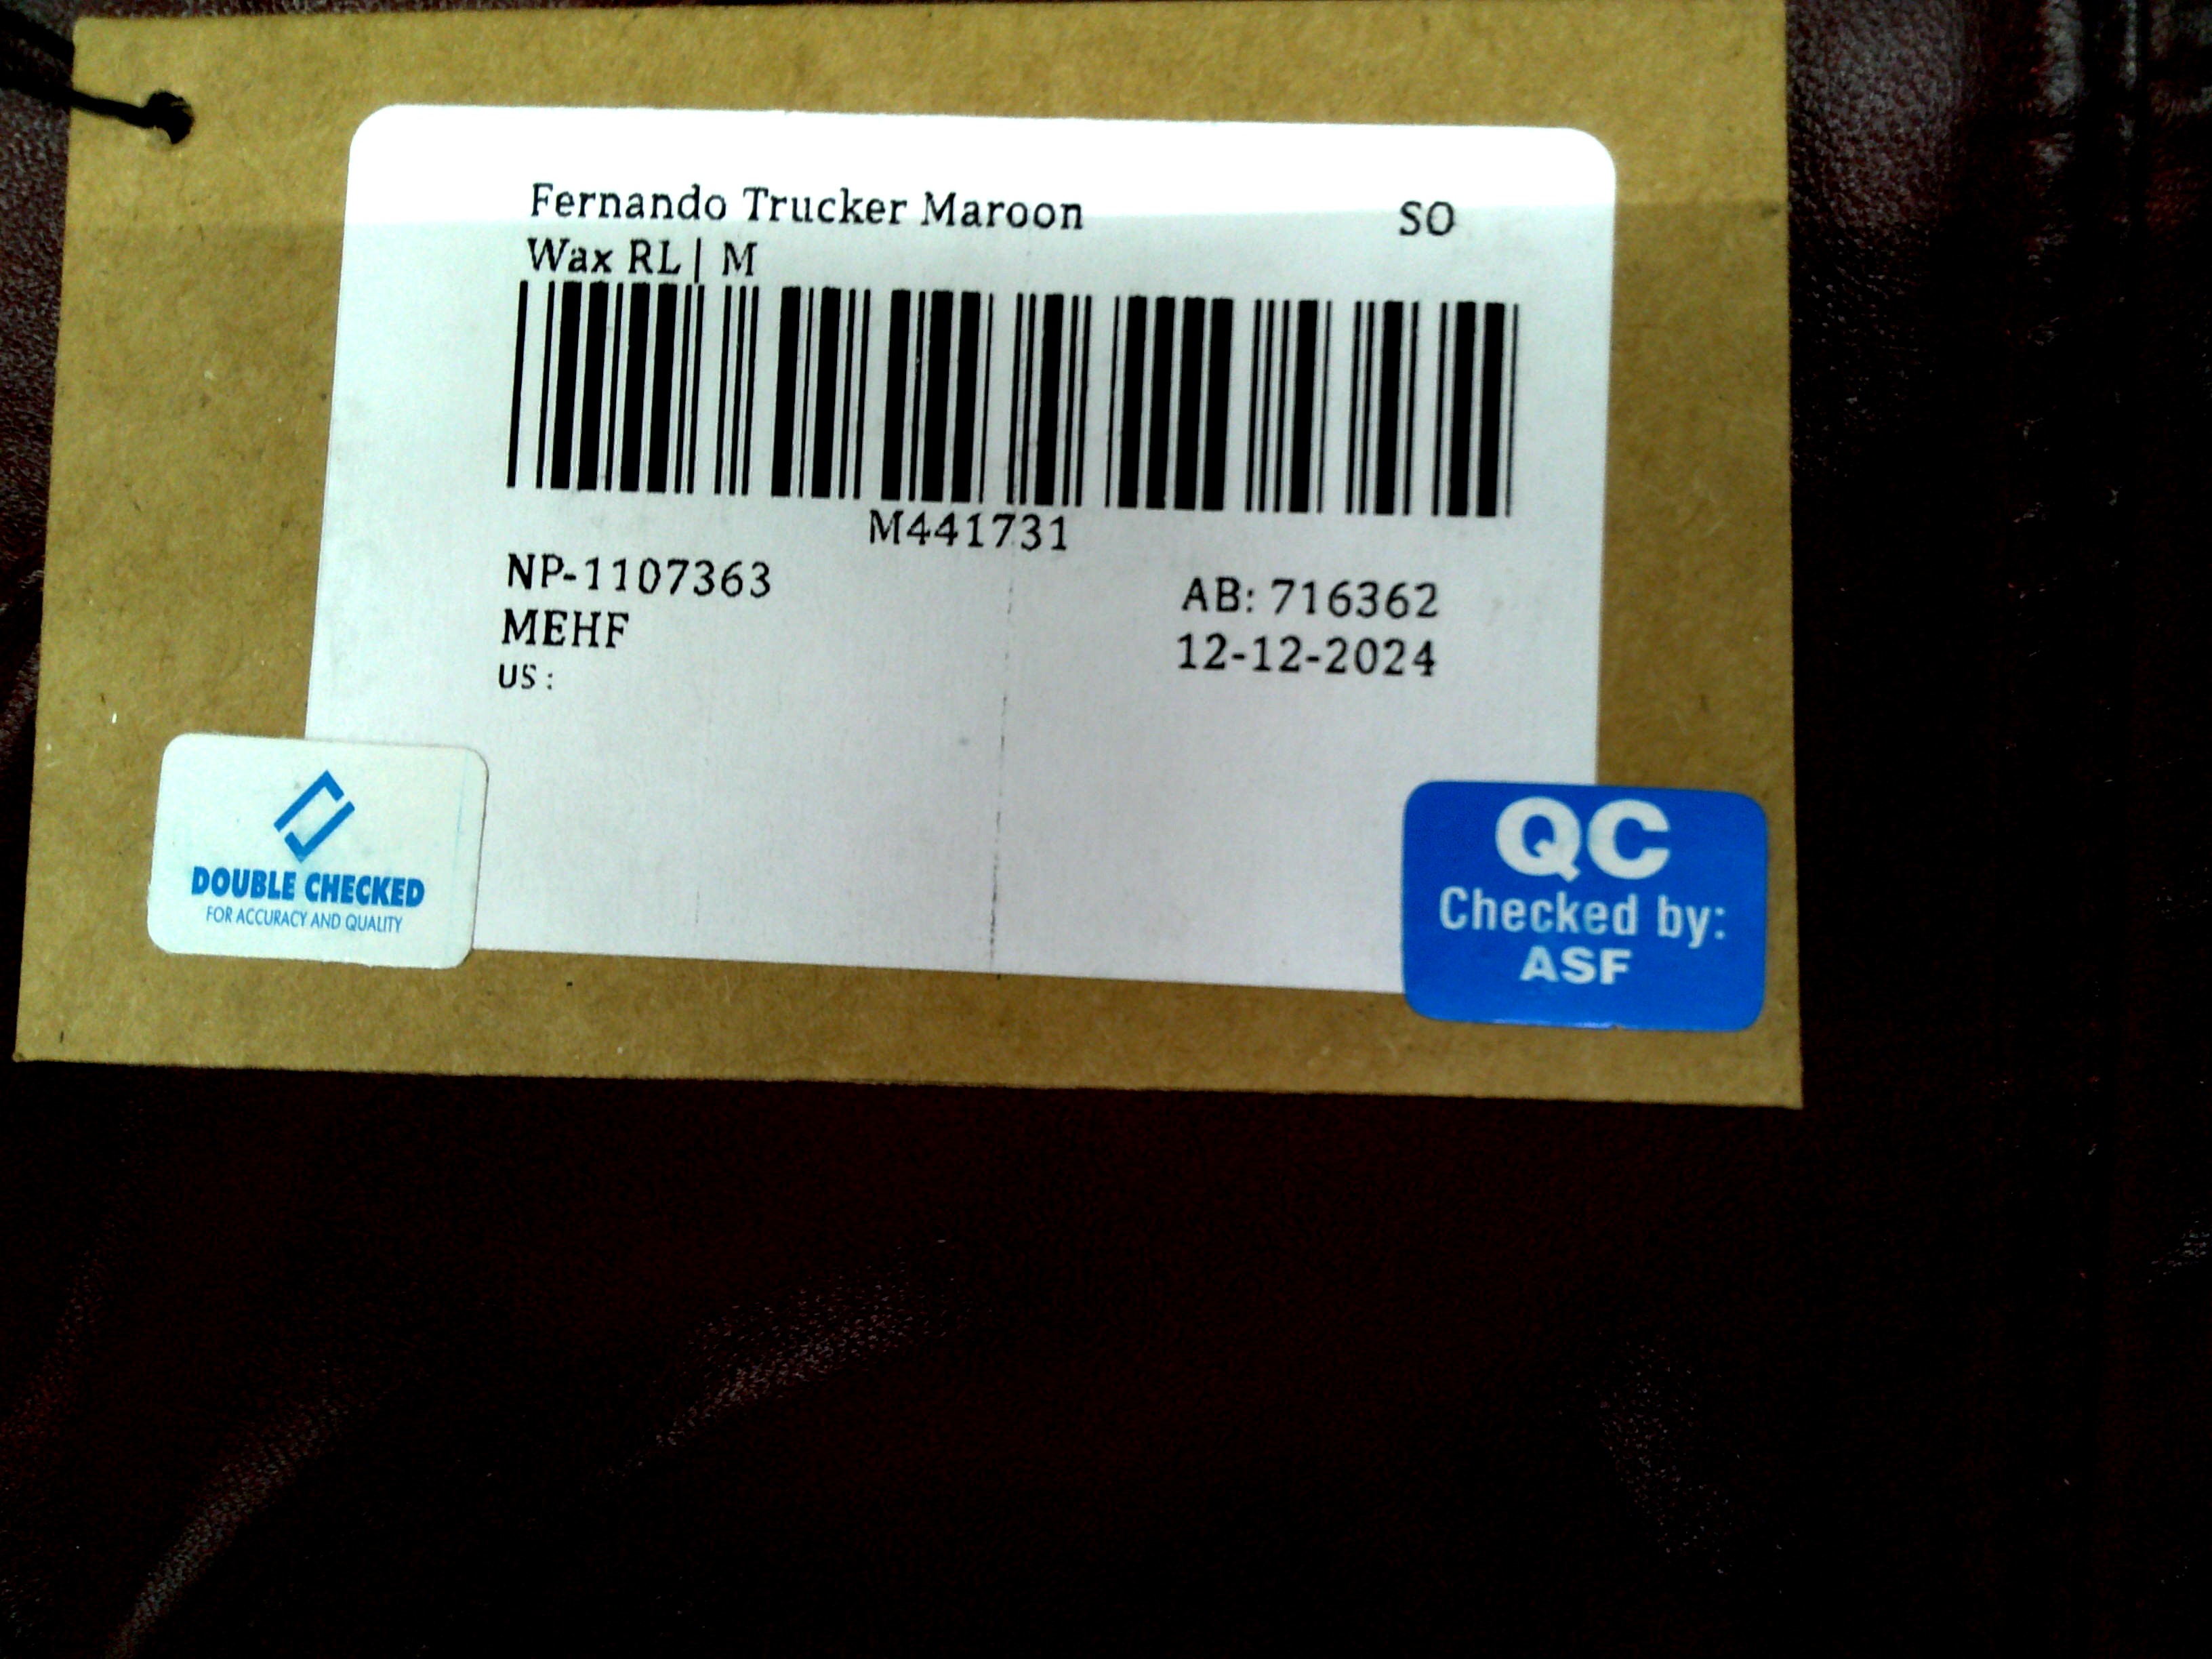 Fernando Trucker Maroon SO
Wax RL | M
M441731
NP-1107363 AB: 716362
MEHF 12-12-2024
US :
DOUBLE CHECKED
FOR ACCURACY AND QUALITY
QC
Checked by:
ASF